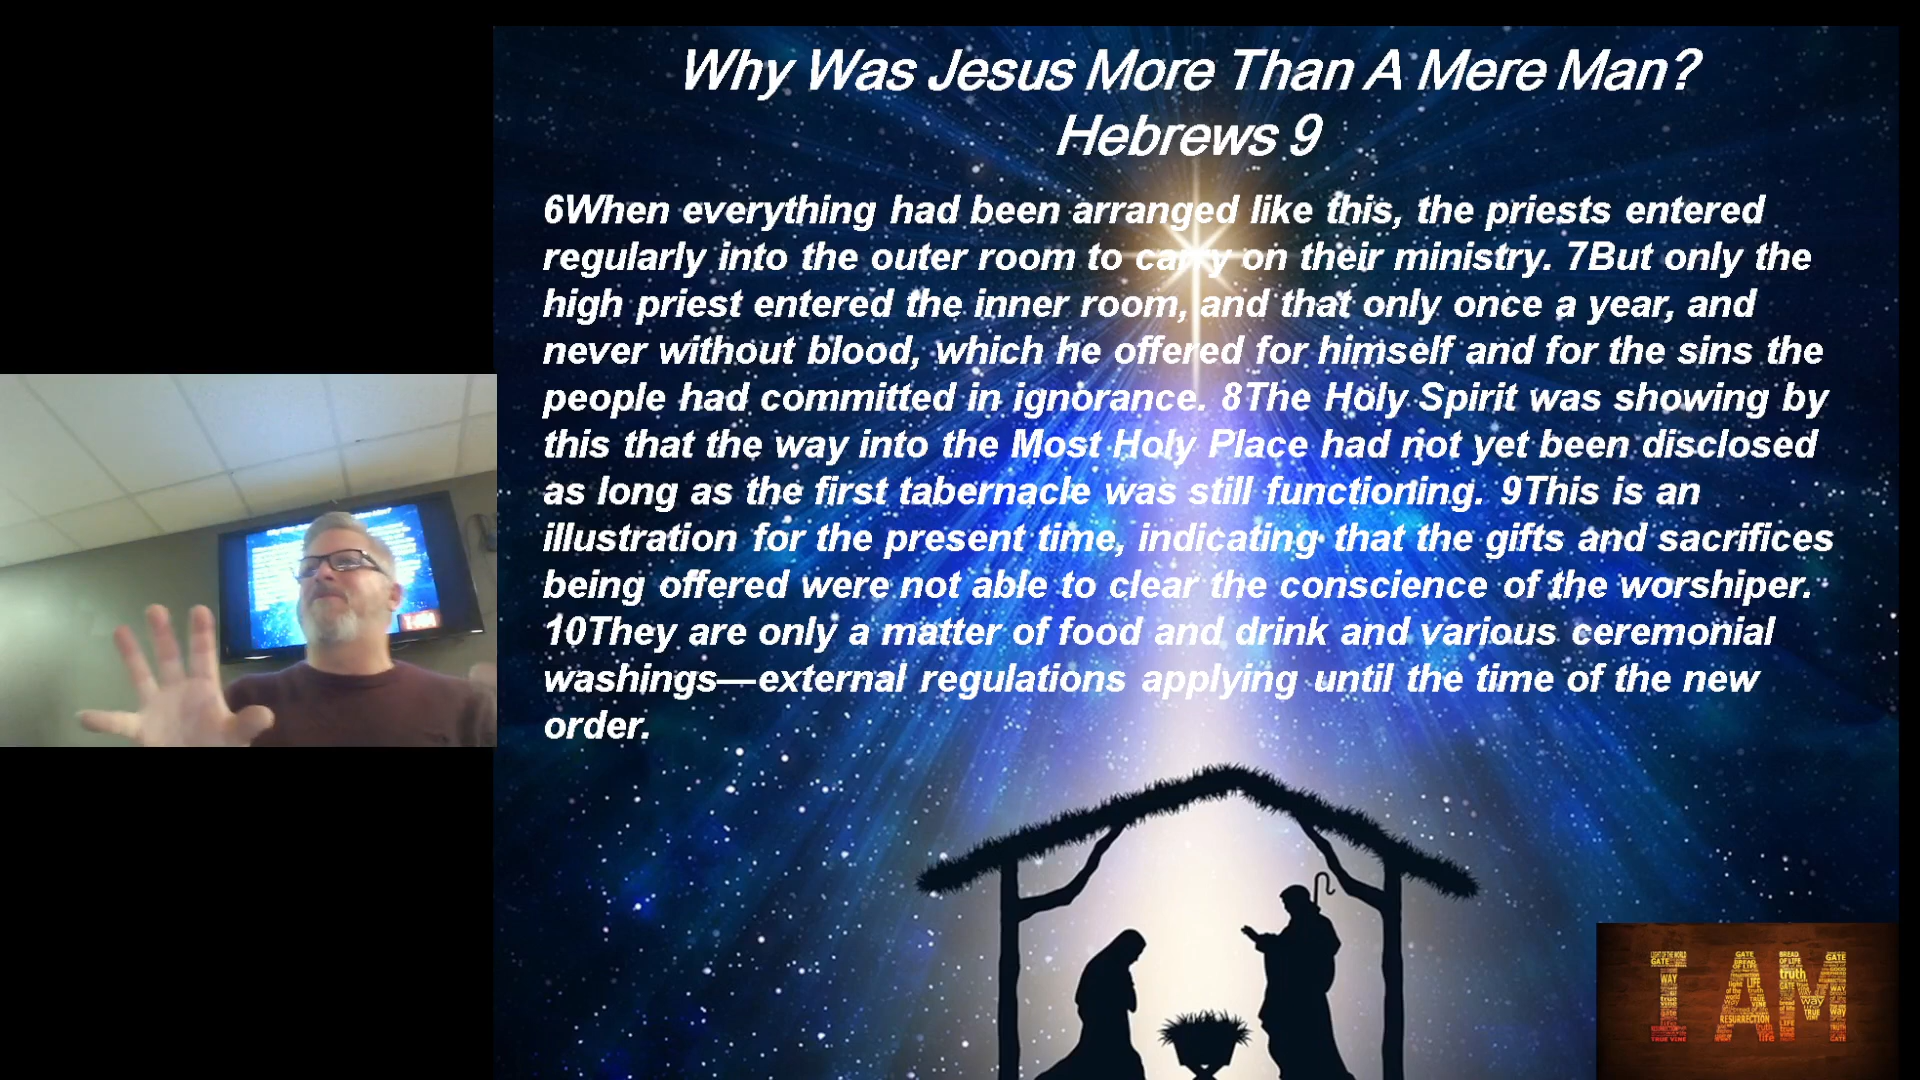 Why Was Jesus More Than A Mere Man?
Hebrews 9
6When everything had been arranged like this, the priests entered
regularly into the outer room to carry on their ministry. 7But only the
high priest entered the inner room, and that only once a year, and
never without blood, which he offered for himself and for the sins the
people had committed in ignorance. 8The Holy Spirit was showing by
this that the way into the Most Holy Place had not yet been disclosed
as long as the first tabernacle was still functioning. 9This is an
illustration for the present time, indicating that the gifts and sacrifices
being offered were not able to clear the conscience of the worshiper.
10They are only a matter of food and drink and various ceremonial
washings—external regulations applying until the time of the new
order.
I AM